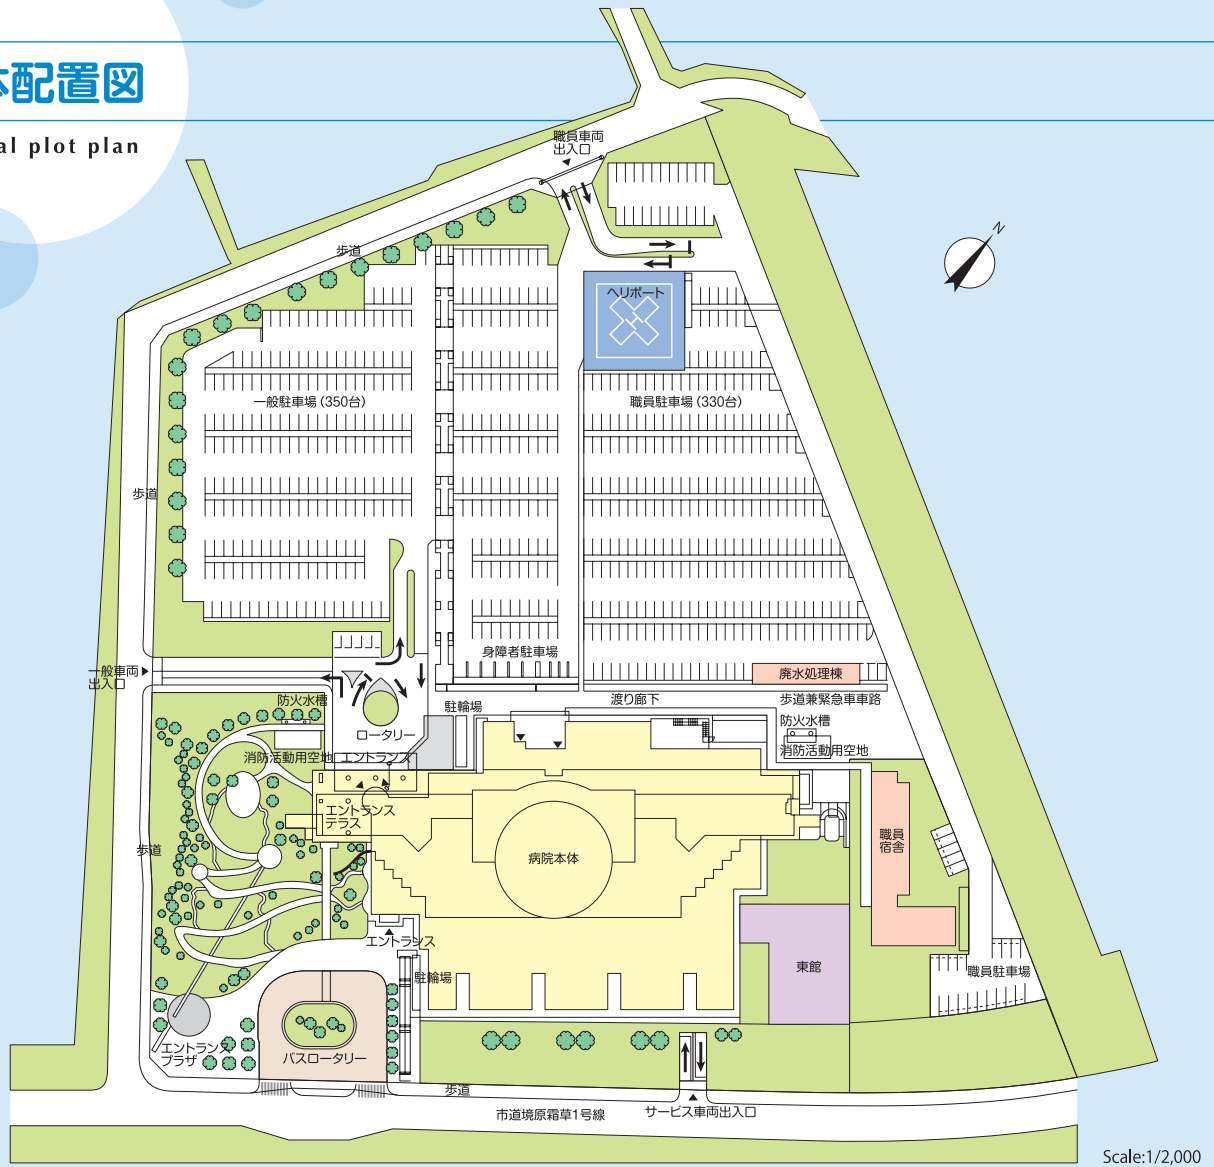 体配置図
al plot plan
職員車両
出入口
N
歩道
ヘリポート
一般駐車場(350台)
職員駐車場(330台)
歩道
身障者駐車場
一般車両
出入口
廃水処理棟
防火水槽
駐輪場
渡り廊下
歩道兼緊急車車路
ロータリー
防火水槽
消防活動用空地
エントランス
消防活動用空地
エントランス
テラス
職員
宿舎
歩道
病院本体
エントランス
東館
職員駐車場
駐輪場
エントランス
プラザ
バスロータリー
歩道
市道境原霜草1号線
サービス車両出入口
Scale:1/2,000